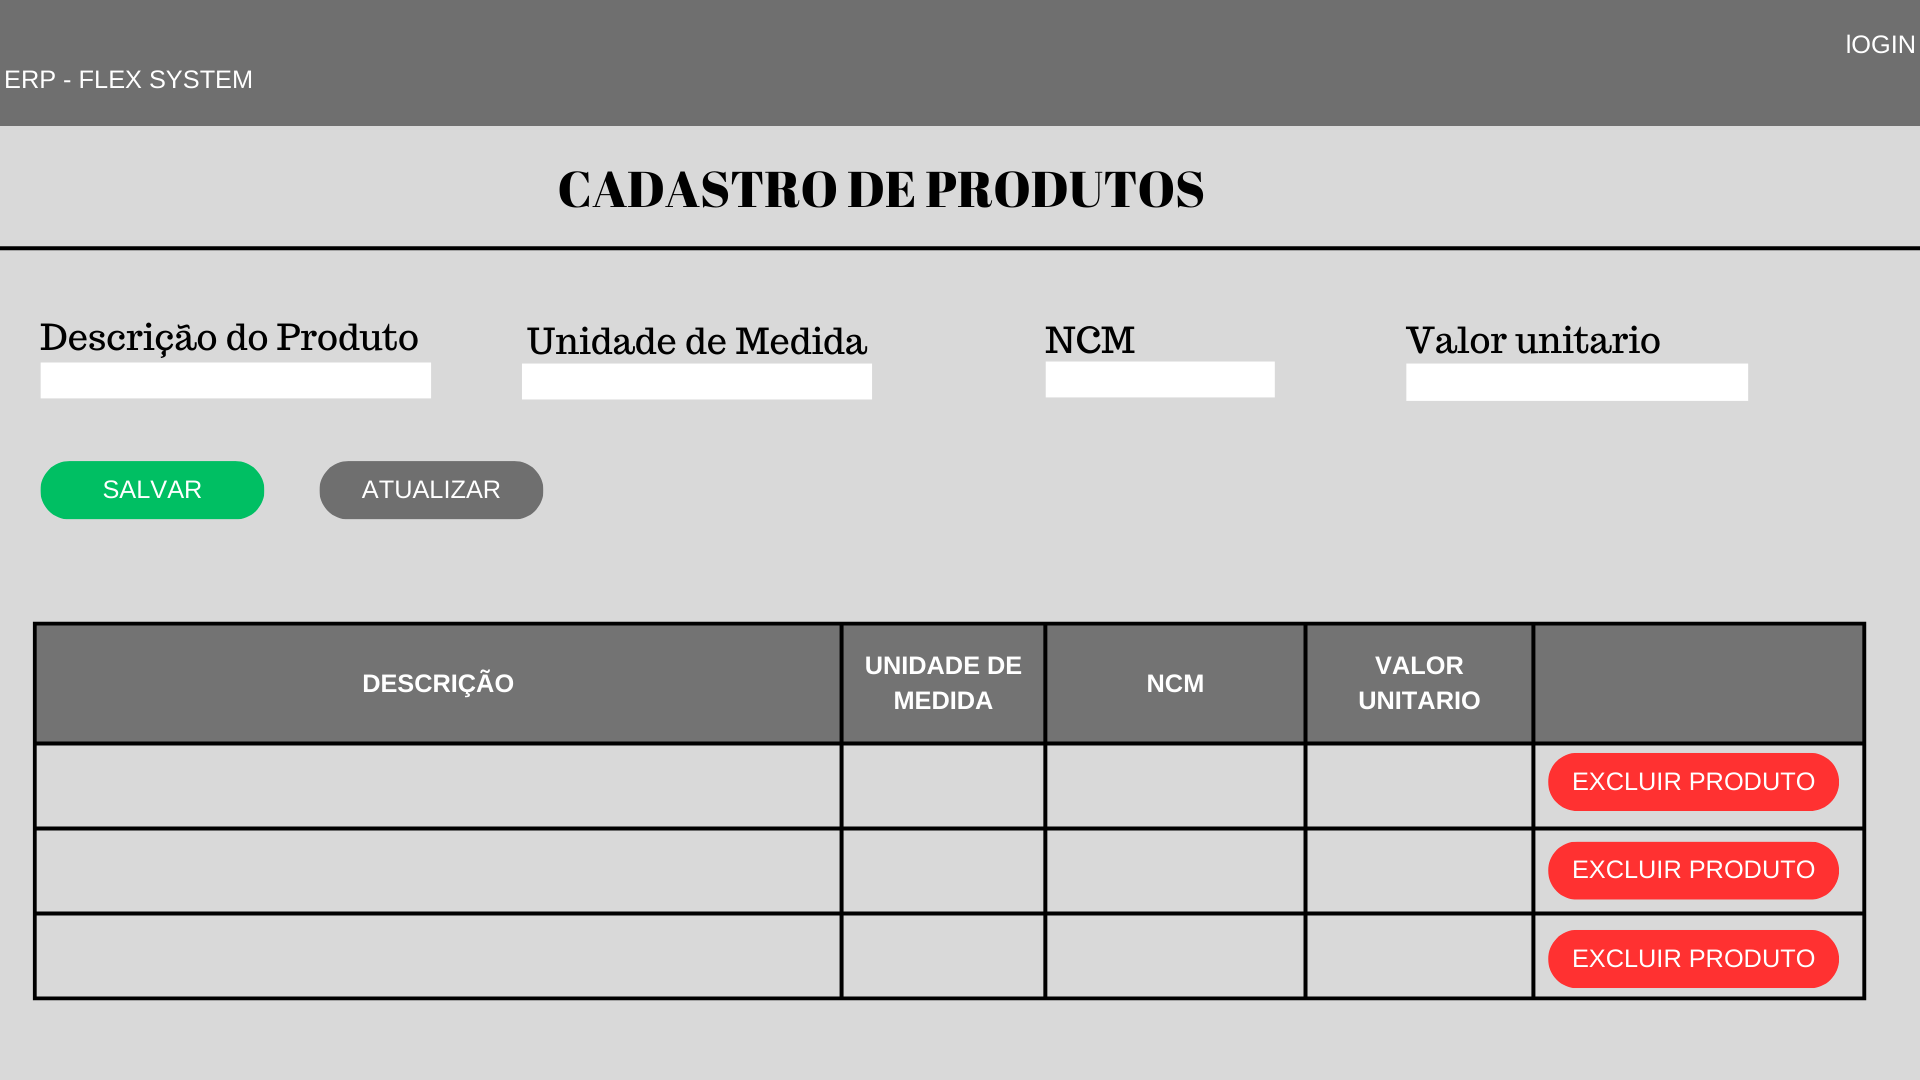 lOGIN
ERP - FLEX SYSTEM
CADASTRO DE PRODUTOS
Descrição do Produto
Unidade de Medida
NCM
Valor unitario
SALVAR
ATUALIZAR
DESCRIÇÃO
UNIDADE DE
MEDIDA
NCM
VALOR
UNITARIO
EXCLUIR PRODUTO
EXCLUIR PRODUTO
EXCLUIR PRODUTO